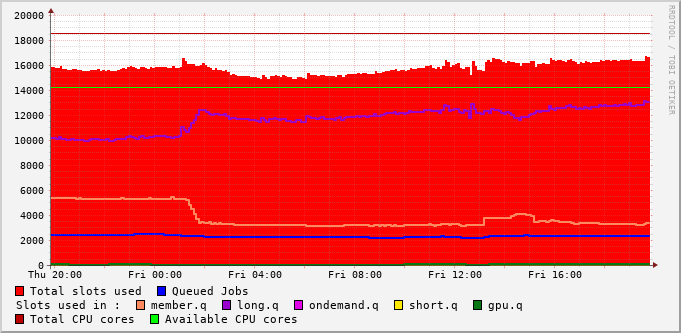 20000
18000
16000
14000
12000
10000
8000
6000
4000
2000
0
Thu 20:00 Fri 00:00 Fri 04:00 Fri 08:00 Fri 12:00 Fri 16:00
Total slots used Queued Jobs
Slots used in : member.q long.q ondemand.q short.q gpu.q
Total CPU cores Available CPU cores
RRDTOOL / TOBI OETIKER